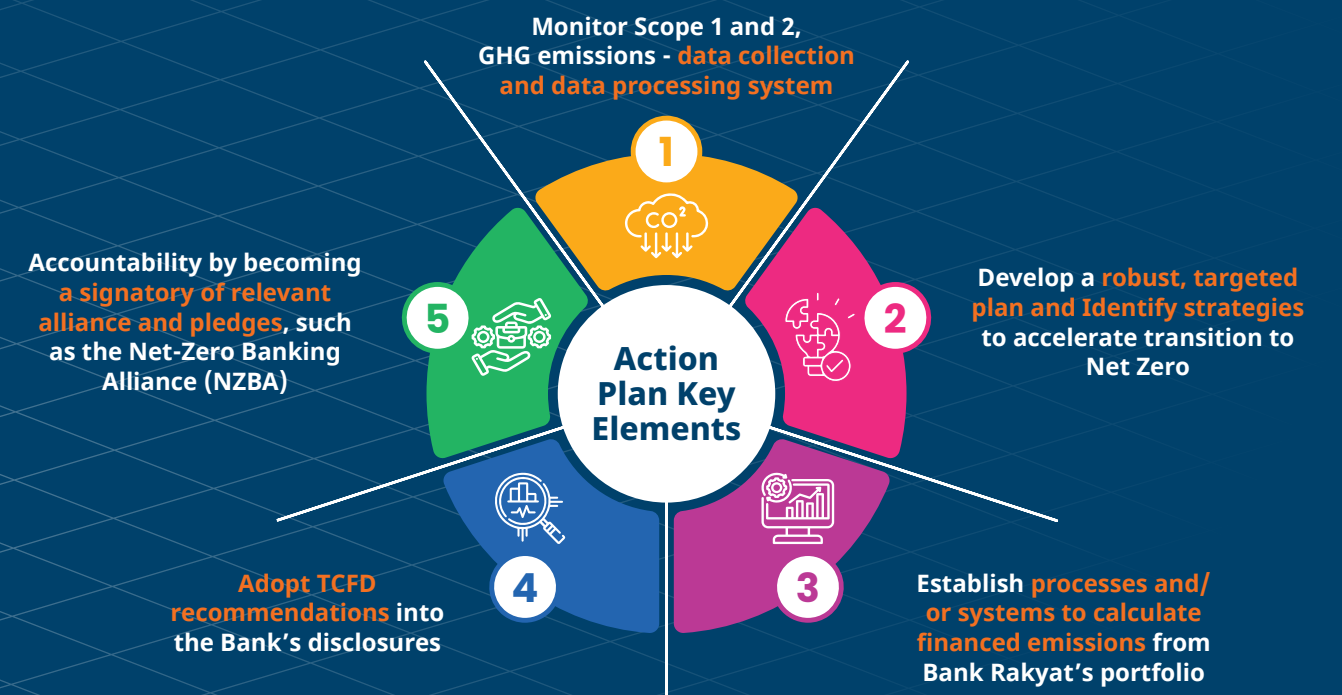 Monitor Scope 1 and 2,
GHG emissions - data collection
and data processing system
1
CO2
Develop a robust, targeted
plan and Identify strategies
to accelerate transition to
Net Zero
2
Establish processes and/
or systems to calculate
financed emissions from
Bank Rakyat’s portfolio
3
Adopt TCFD
recommendations into
the Bank’s disclosures
4
Accountability by becoming
a signatory of relevant
alliance and pledges, such
as the Net-Zero Banking
Alliance (NZBA)
5
Action
Plan Key
Elements